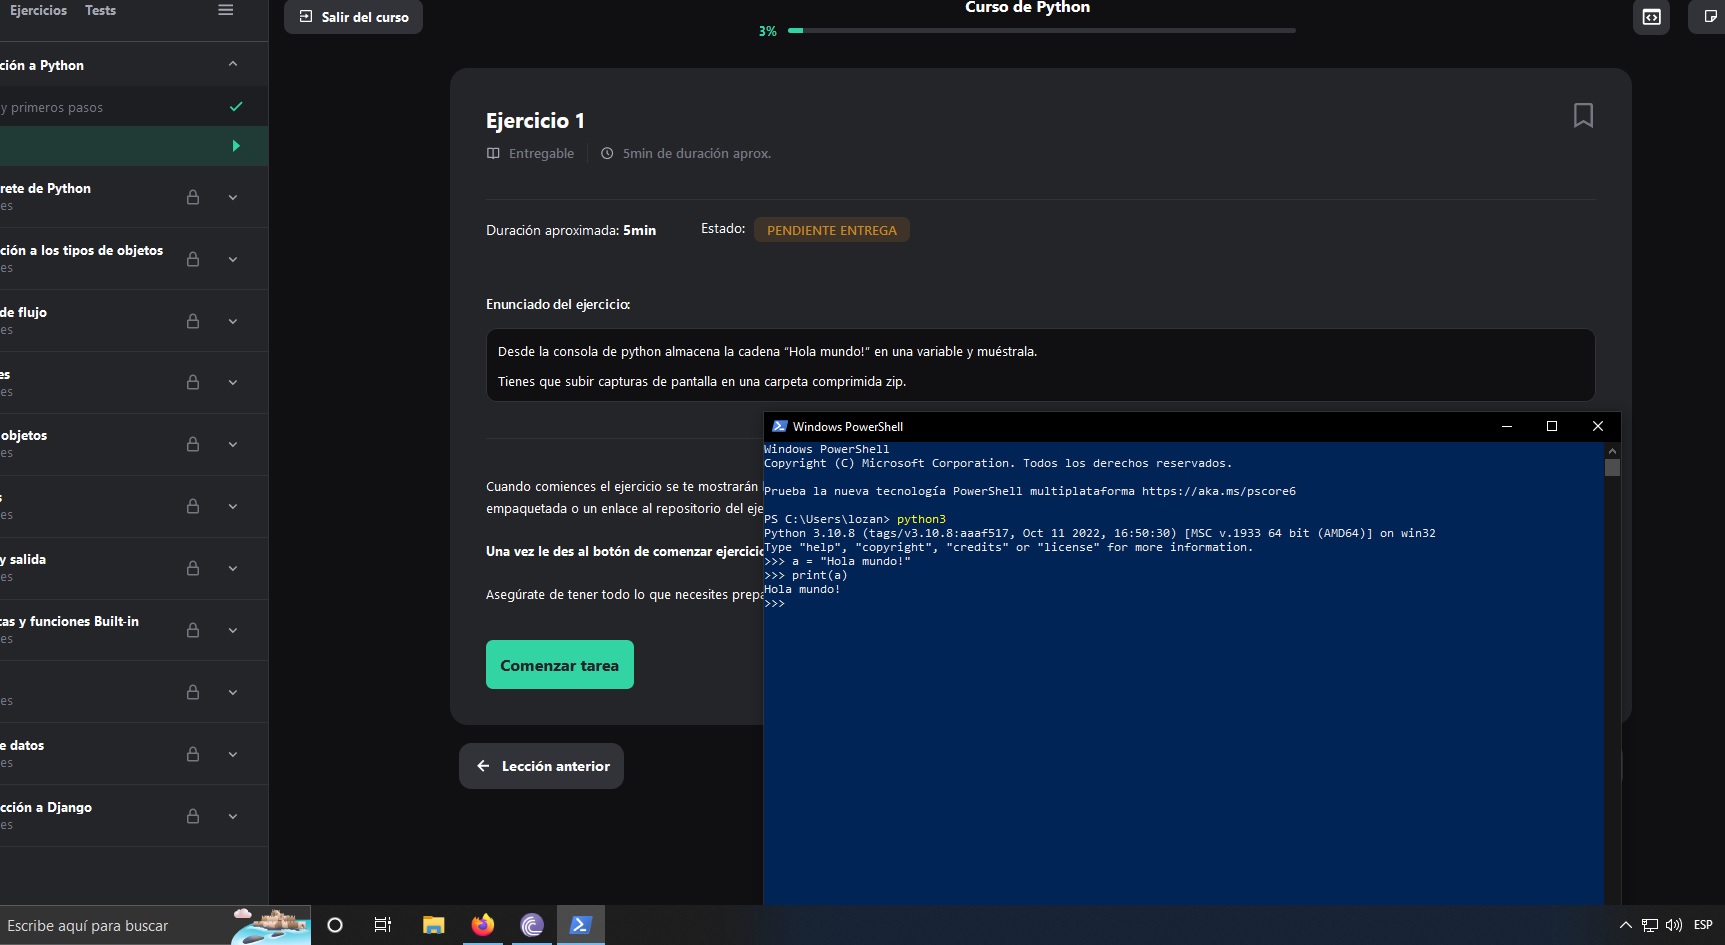 Ejercicios Tests
Salir del curso
Curso de Python
3%
ción a Python
y primeros pasos
rete de Python
es
ción a los tipos de objetos
es
de flujo
es
es
es
objetos
es
s
es
y salida
es
cas y funciones Built-in
es
es
e datos
es
cción a Django
es
Ejercicio 1
Entregable 5min de duración aprox.
Duración aproximada: 5min Estado: PENDIENTE ENTREGA
Enunciado del ejercicio:
Desde la consola de python almacena la cadena “Hola mundo!” en una variable y muéstrala.
Tienes que subir capturas de pantalla en una carpeta comprimida zip.
Cuando comiences el ejercicio se te mostrarán
empaquetada o un enlace al repositorio del eje
Una vez le des al botón de comenzar ejercicio
Asegúrate de tener todo lo que necesites prepa
Comenzar tarea
Lección anterior
Windows PowerShell
Windows PowerShell
Copyright (C) Microsoft Corporation. Todos los derechos reservados.
Prueba la nueva tecnología PowerShell multiplataforma https://aka.ms/pscore6
PS C:\Users\lozan> python3
Python 3.10.8 (tags/v3.10.8:aaaf517, Oct 11 2022, 16:50:30) [MSC v.1933 64 bit (AMD64)] on win32
Type "help", "copyright", "credits" or "license" for more information.
>>> a = "Hola mundo!"
>>> print(a)
Hola mundo!
>>>
Escribe aquí para buscar
ESP